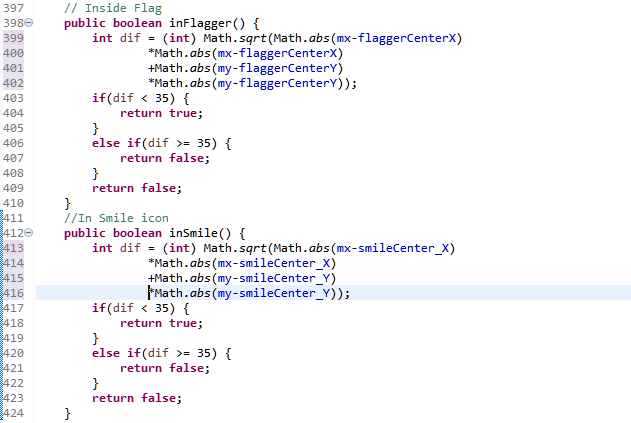 397 // Inside Flag
398 public boolean inFlagger() {
399 int dif = (int) Math.sqrt(Math.abs(mx-flaggerCenterX)
400 *Math.abs(mx-flaggerCenterX)
401 +Math.abs(my-flaggerCenterY)
402 *Math.abs(my-flaggerCenterY));
403 if(dif < 35) {
404 return true;
405 }
406 else if(dif >= 35) {
407 return false;
408 }
409 return false;
410 }
411 //In Smile icon
412 public boolean inSmile() {
413 int dif = (int) Math.sqrt(Math.abs(mx-smileCenter_X)
414 *Math.abs(mx-smileCenter_X)
415 +Math.abs(my-smileCenter_Y)
416 *Math.abs(my-smileCenter_Y));
417 if(dif < 35) {
418 return true;
419 }
420 else if(dif >= 35) {
421 return false;
422 }
423 return false;
424 }